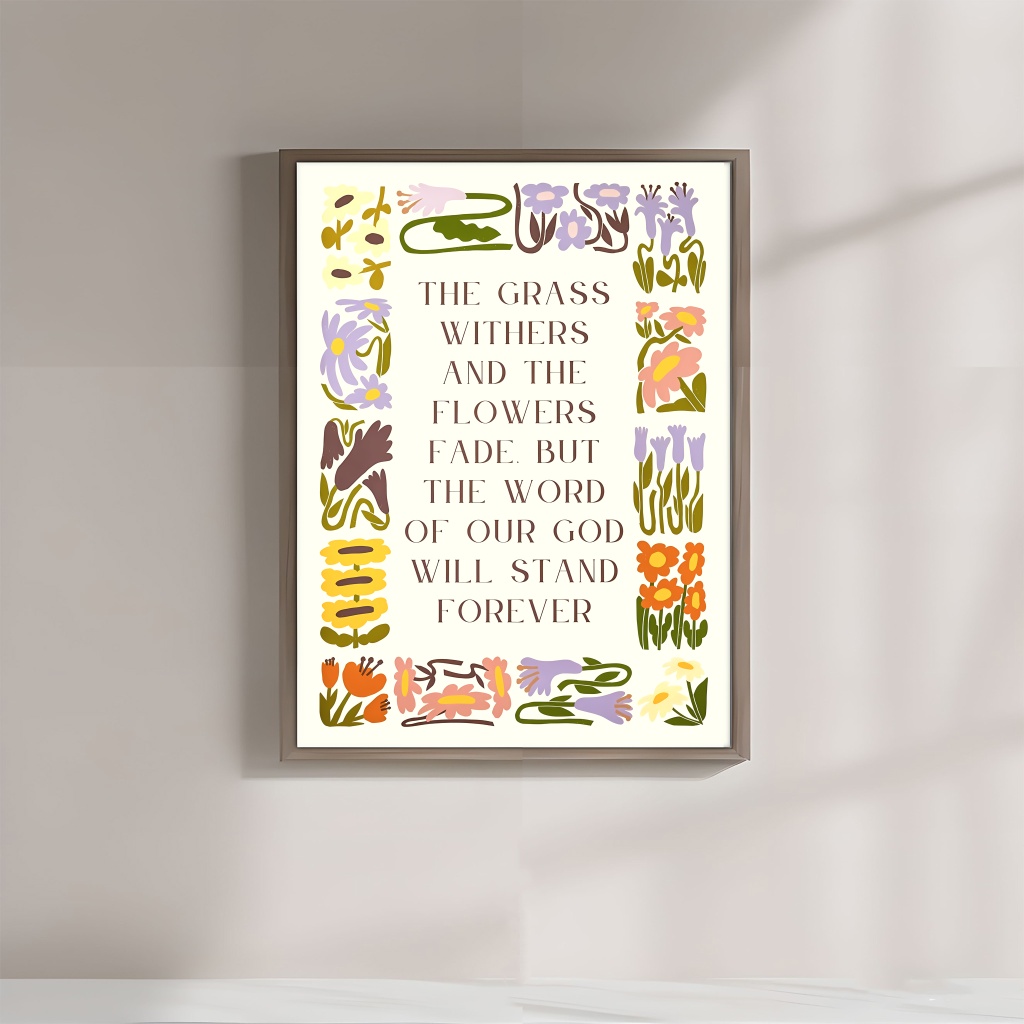 THE GRASS
WITHERS
AND THE
FLOWERS
FADE. BUT
THE WORD
OF OUR GOD
WILL STAND
FOREVER